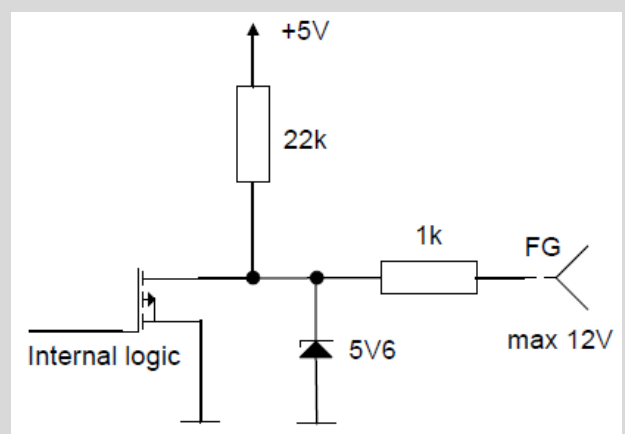 +5V
22k
1k
FG
5V6
max 12V
Internal logic